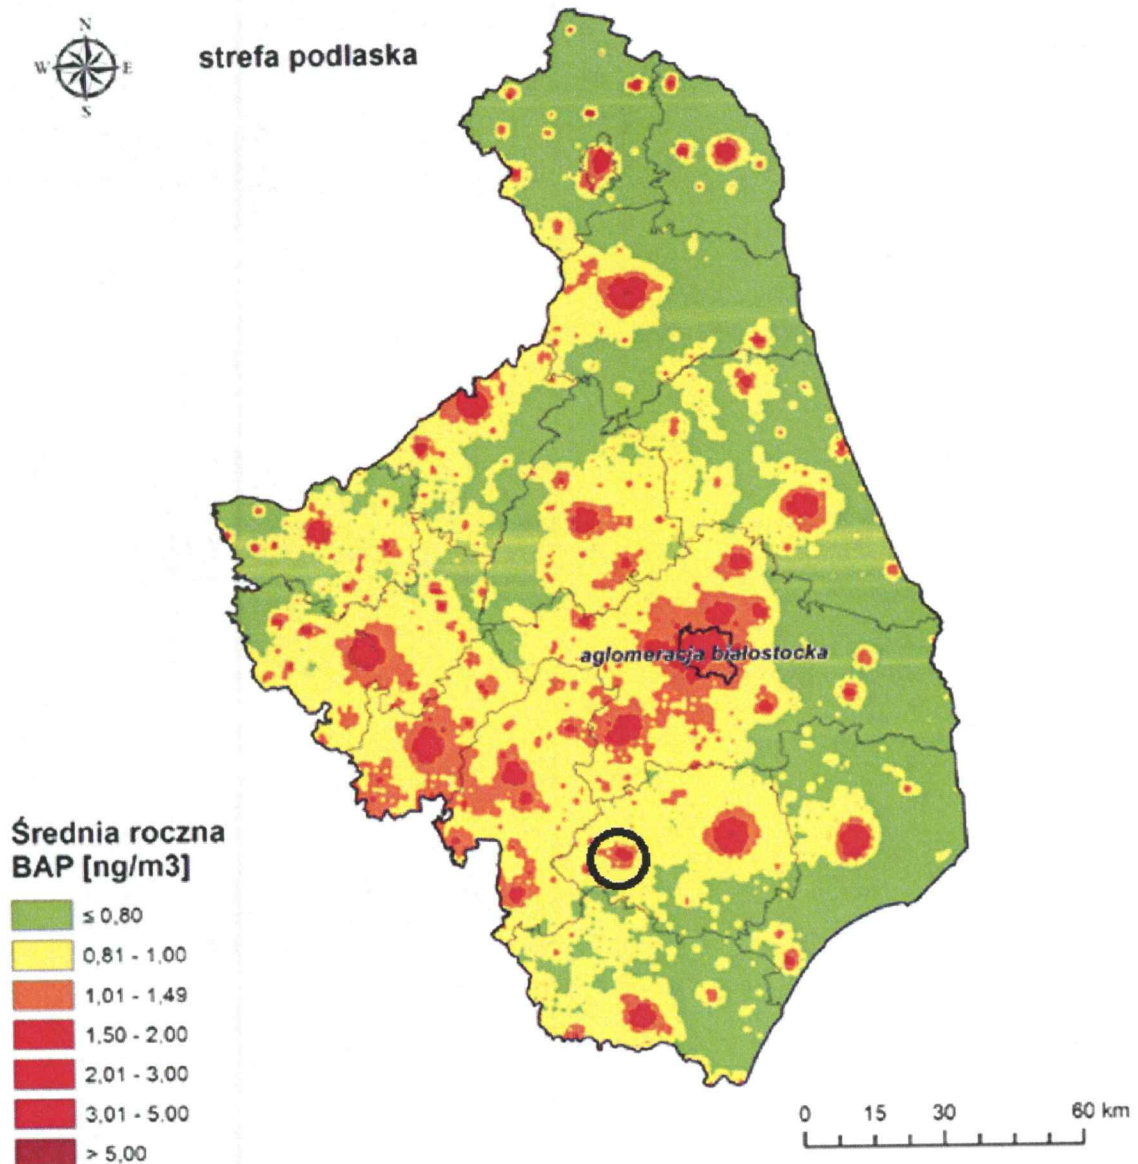 N
W E
S
strefa podlaska
aglomeracja białostocka
Średnia roczna
BAP [ng/m3]
≤ 0,80
0,81 - 1,00
1,01 - 1,49
1,50 - 2,00
2,01 - 3,00
3,01 - 5,00
> 5,00
0 15 30 60 km